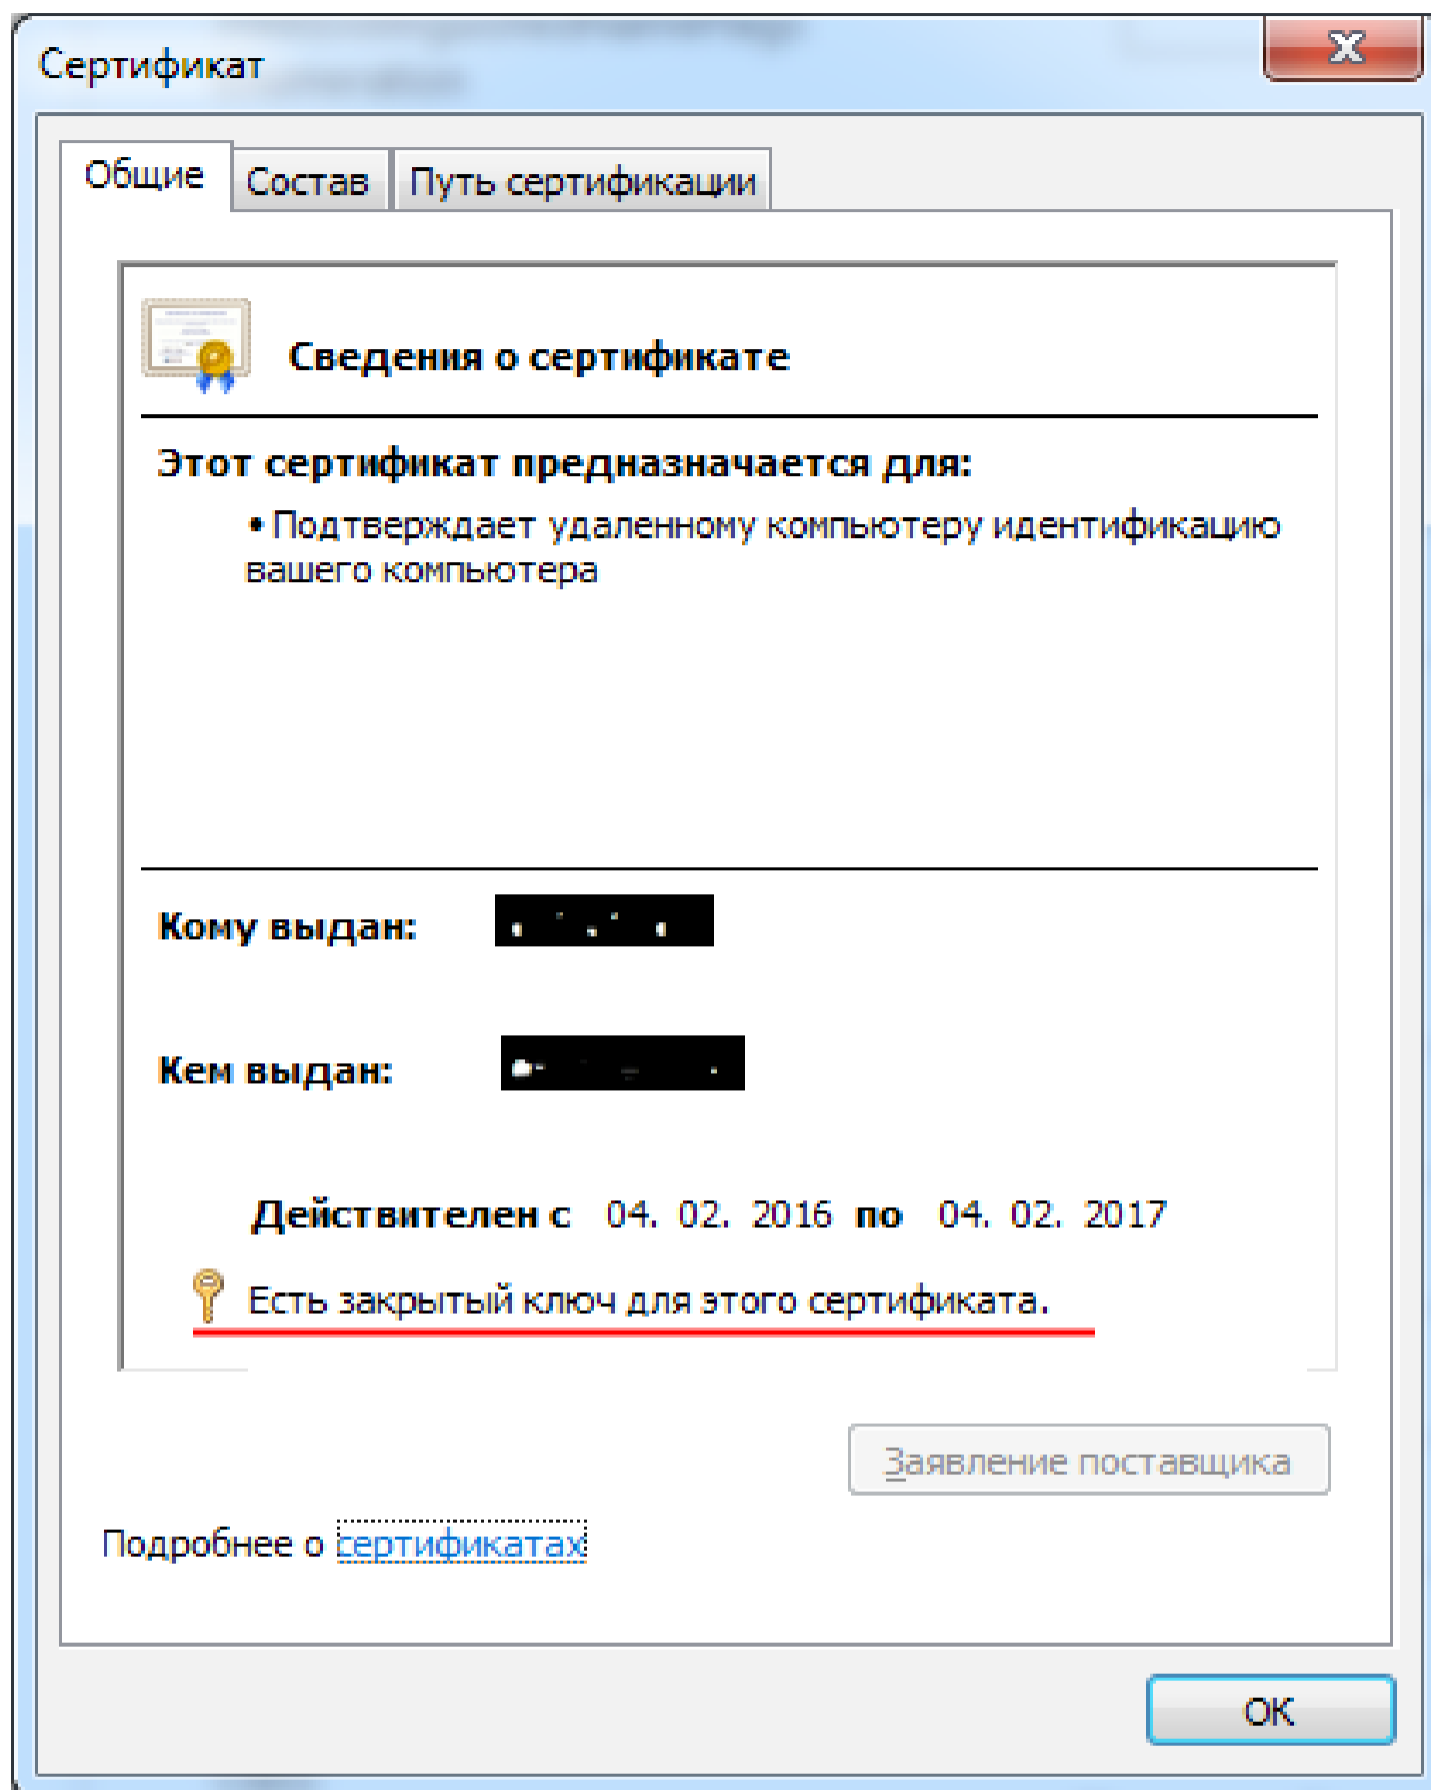 Сертификат
Общие Состав Путь сертификации
Сведения о сертификате
Этот сертификат предназначается для:
• Подтверждает удаленному компьютеру идентификацию
вашего компьютера
Кому выдан:
Кем выдан:
Действителен с 04. 02. 2016 по 04. 02. 2017
Есть закрытый ключ для этого сертификата.
Заявление поставщика
Подробнее о сертификатах
ОК